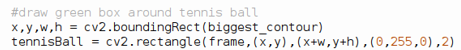 #draw green box around tennis ball
x,y,w,h = cv2.boundingRect(biggest_contour)
tennisBall = cv2.rectangle(frame,(x,y),(x+w,y+h),(0,255,0),2)